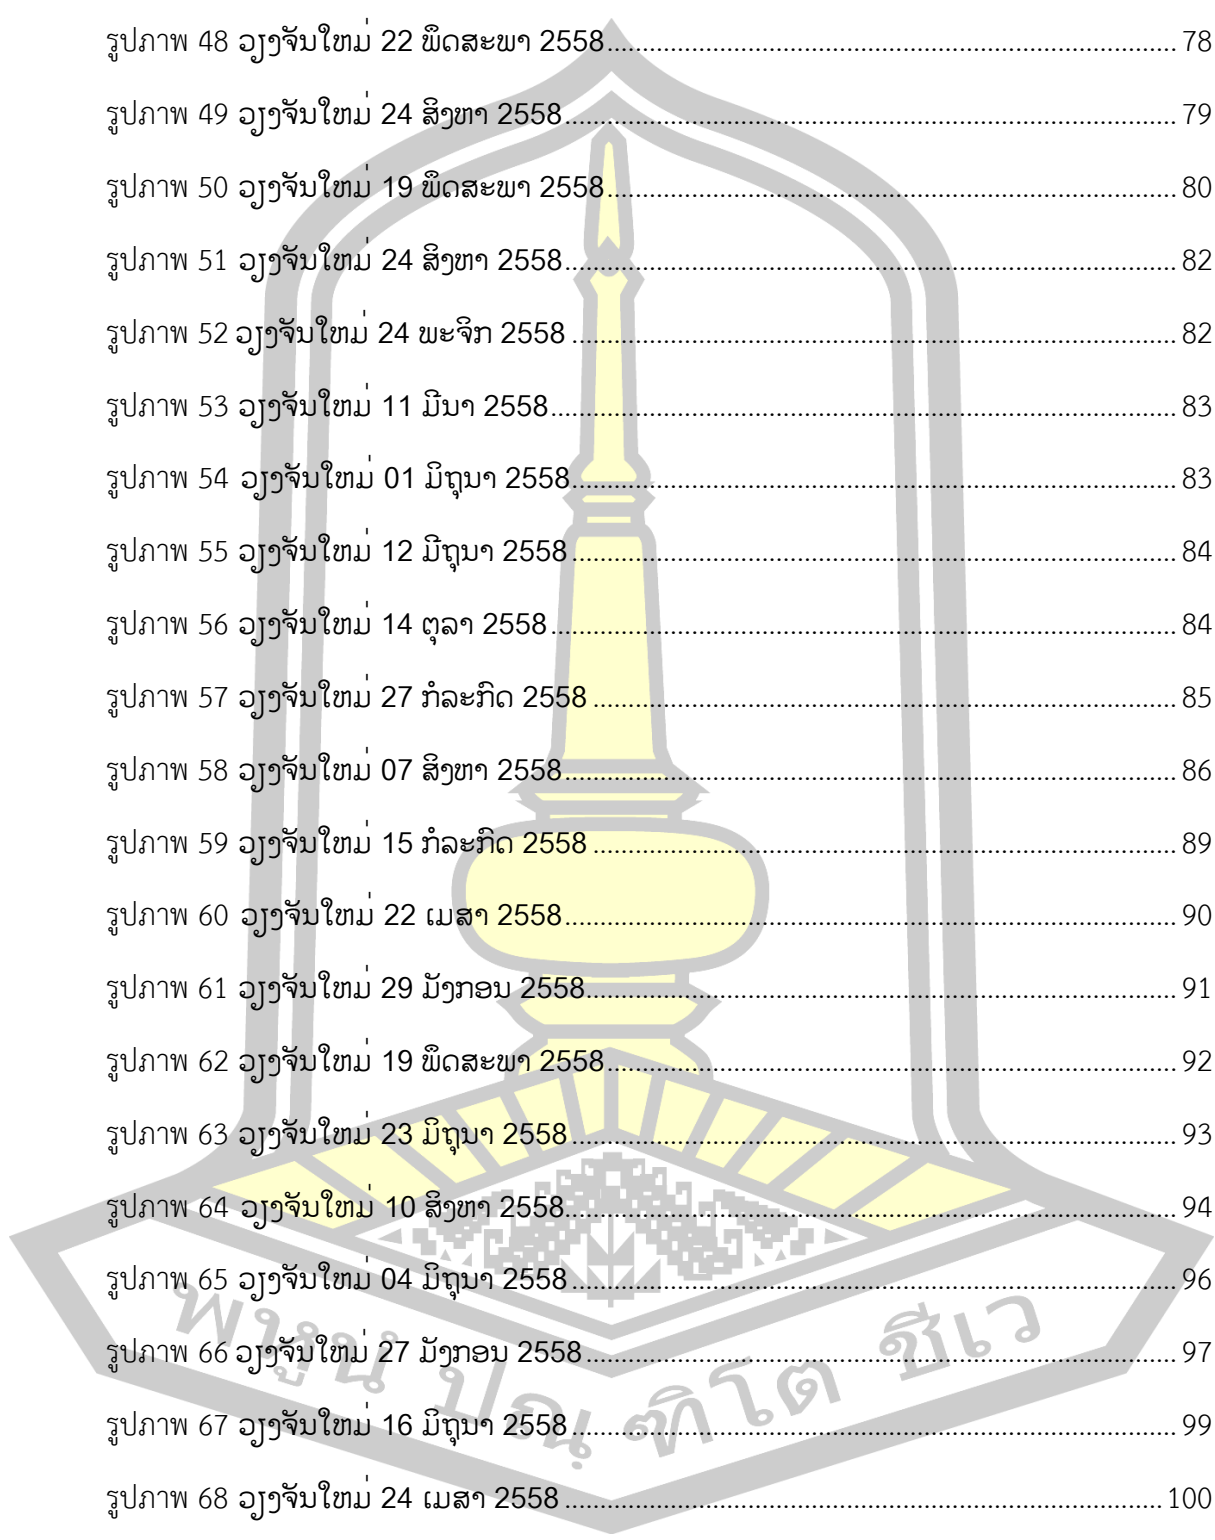 รูปภาพ 48 ວຽງຈັນໃຫມ່ 22 ພຶດສະພາ 2558 ........ 78
รูปภาพ 49 ວຽງຈັນໃຫມ່ 24 ສິງຫາ 2558 ........ 79
รูปภาพ 50 ວຽງຈັນໃຫມ່ 19 ພຶດສະພາ 2558 ........ 80
รูปภาพ 51 ວຽງຈັນໃຫມ່ 24 ສິງຫາ 2558 ........ 82
รูปภาพ 52 ວຽງຈັນໃຫມ່ 24 ພະຈິກ 2558 ........ 82
รูปภาพ 53 ວຽງຈັນໃຫມ່ 11 ມີນາ 2558 ........ 83
รูปภาพ 54 ວຽງຈັນໃຫມ່ 01 ມິຖຸນາ 2558 ........ 83
รูปภาพ 55 ວຽງຈັນໃຫມ່ 12 ມີຖຸນາ 2558 ........ 84
รูปภาพ 56 ວຽງຈັນໃຫມ່ 14 ຕຸລາ 2558 ........ 84
รูปภาพ 57 ວຽງຈັນໃຫມ່ 27 ກໍລະກົດ 2558 ........ 85
รูปภาพ 58 ວຽງຈັນໃຫມ່ 07 ສິງຫາ 2558 ........ 86
รูปภาพ 59 ວຽງຈັນໃຫມ່ 15 ກໍລະກົດ 2558 ........ 89
รูปภาพ 60 ວຽງຈັນໃຫມ່ 22 ເມສາ 2558 ........ 90
รูปภาพ 61 ວຽງຈັນໃຫມ່ 29 ມັງກອນ 2558 ........ 91
รูปภาพ 62 ວຽງຈັນໃຫມ່ 19 ພຶດສະພາ 2558 ........ 92
รูปภาพ 63 ວຽງຈັນໃຫມ່ 23 ມິຖຸນາ 2558 ........ 93
รูปภาพ 64 ວຽງຈັນໃຫມ່ 10 ສິງຫາ 2558 ........ 94
รูปภาพ 65 ວຽງຈັນໃຫມ່ 04 ມິຖຸນາ 2558 ........ 96
รูปภาพ 66 ວຽງຈັນໃຫມ່ 27 ມັງກອນ 2558 ........ 97
รูปภาพ 67 ວຽງຈັນໃຫມ່ 16 ມິຖຸນາ 2558 ........ 99
รูปภาพ 68 ວຽງຈັນໃຫມ່ 24 ເມສາ 2558 ........ 100
พหูนํ ปณฺฑิโต ชีเว